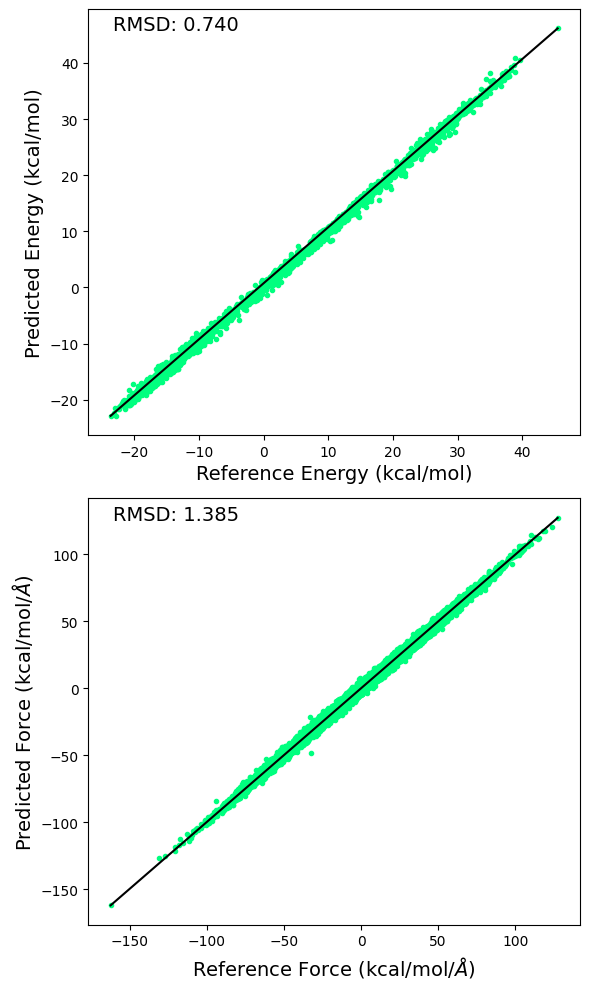 RMSD: 0.740
40
30
20
10
0
−10
−20
Predicted Energy (kcal/mol)
−20 −10 0 10 20 30 40
Reference Energy (kcal/mol)
RMSD: 1.385
100
50
0
−50
−100
−150
Predicted Force (kcal/mol/Å)
−150 −100 −50 0 50 100
Reference Force (kcal/mol/Å)